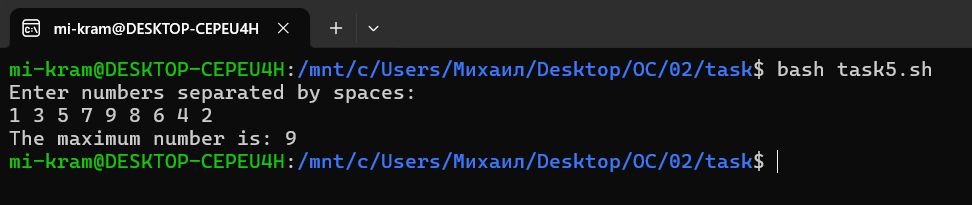 mi-kram@DESKTOP-CEPEU4H
mi-kram@DESKTOP-CEPEU4H:/mnt/c/Users/Михаил/Desktop/ОС/02/task$ bash task5.sh
Enter numbers separated by spaces:
1 3 5 7 9 8 6 4 2
The maximum number is: 9
mi-kram@DESKTOP-CEPEU4H:/mnt/c/Users/Михаил/Desktop/ОС/02/task$